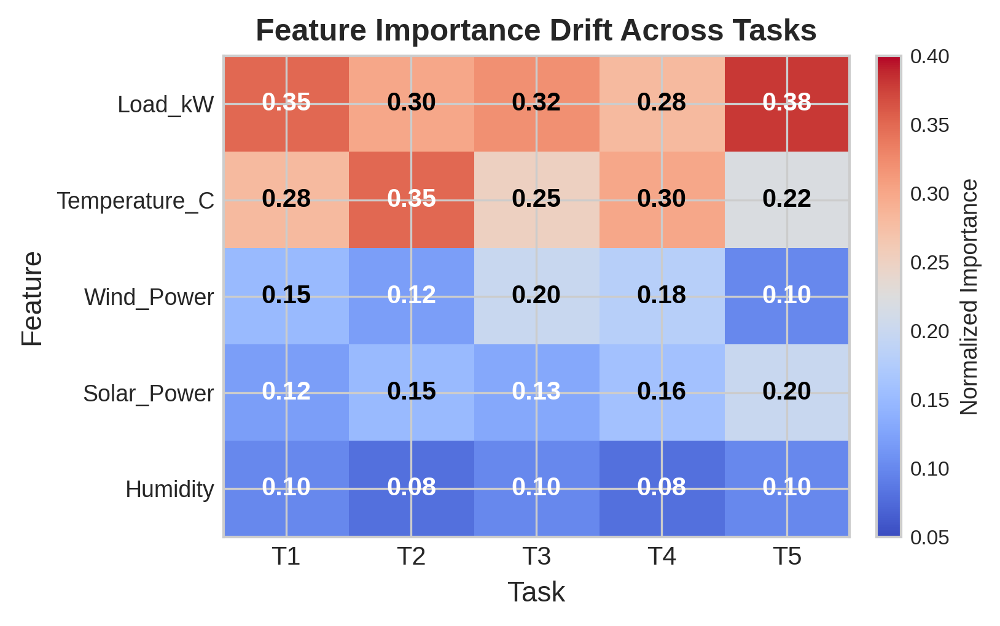 Feature Importance Drift Across Tasks
Feature
Load_kW 0.35 0.30 0.32 0.28 0.38
Temperature_C 0.28 0.35 0.25 0.30 0.22
Wind_Power 0.15 0.12 0.20 0.18 0.10
Solar_Power 0.12 0.15 0.13 0.16 0.20
Humidity 0.10 0.08 0.10 0.08 0.10
T1 T2 T3 T4 T5
Task
0.40
0.35
0.30
0.25
0.20
0.15
0.10
0.05
Normalized Importance